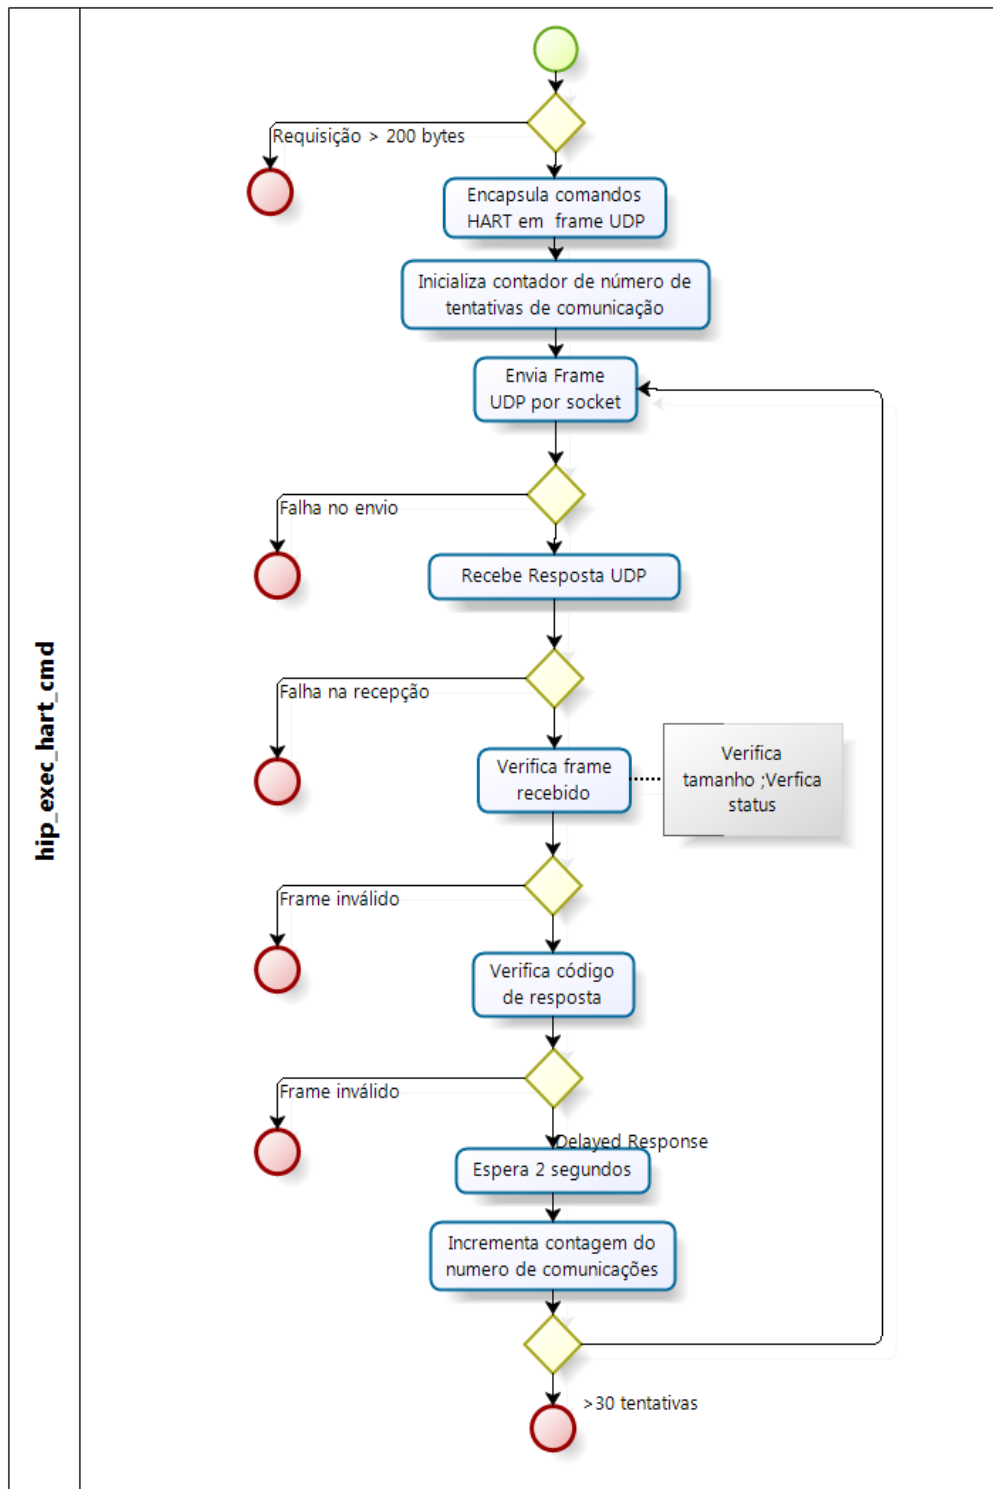 hip_exec_hart_cmd
Requisição > 200 bytes
Encapsula comandos
HART em frame UDP
Inicializa contador de número de
tentativas de comunicação
Envia Frame
UDP por socket
Falha no envio
Recebe Resposta UDP
Falha na recepção
Verifica frame
recebido
Verifica
tamanho ;Verfica
status
Frame inválido
Verifica código
de resposta
Frame inválido
Delayed Response
Espera 2 segundos
Incrementa contagem do
numero de comunicações
>30 tentativas